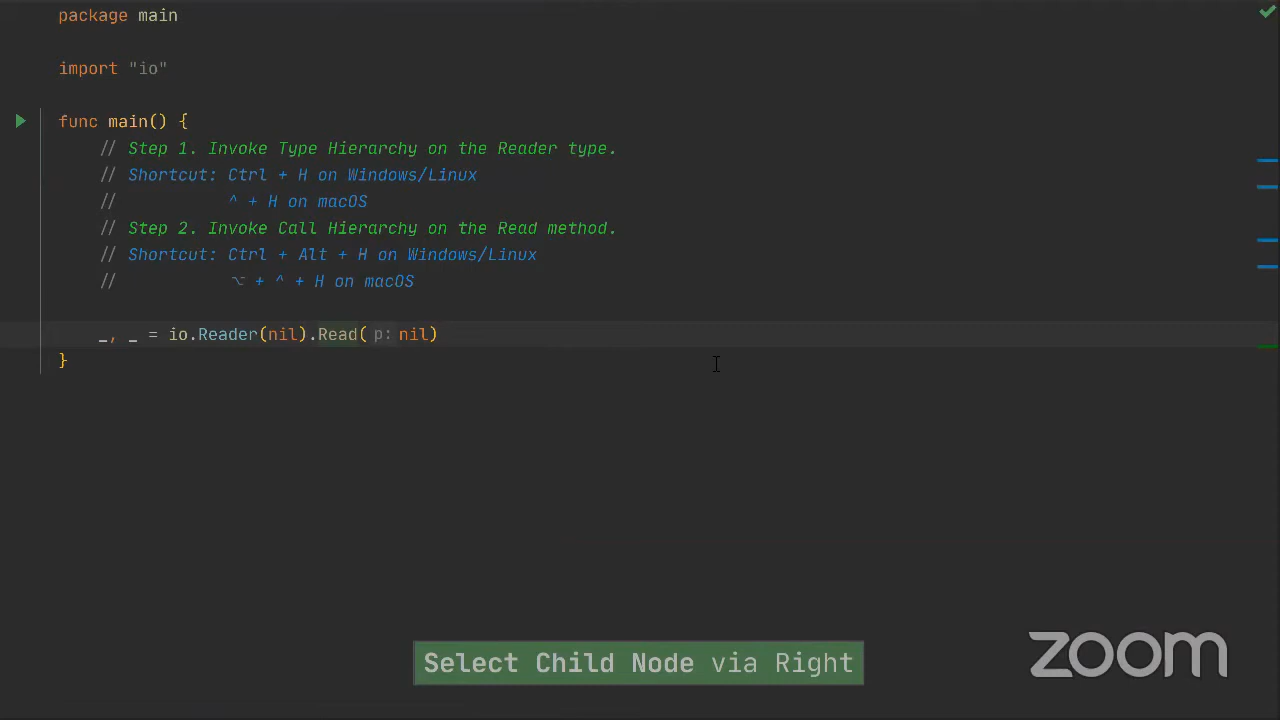 package main
import "io"
func main() {
// Step 1. Invoke Type Hierarchy on the Reader type.
// Shortcut: Ctrl + H on Windows/Linux
// ^ + H on macOS
// Step 2. Invoke Call Hierarchy on the Read method.
// Shortcut: Ctrl + Alt + H on Windows/Linux
// ⌥ + ^ + H on macOS
_, _ = io.Reader(nil).Read( p: nil)
}
Select Child Node via Right
zoom